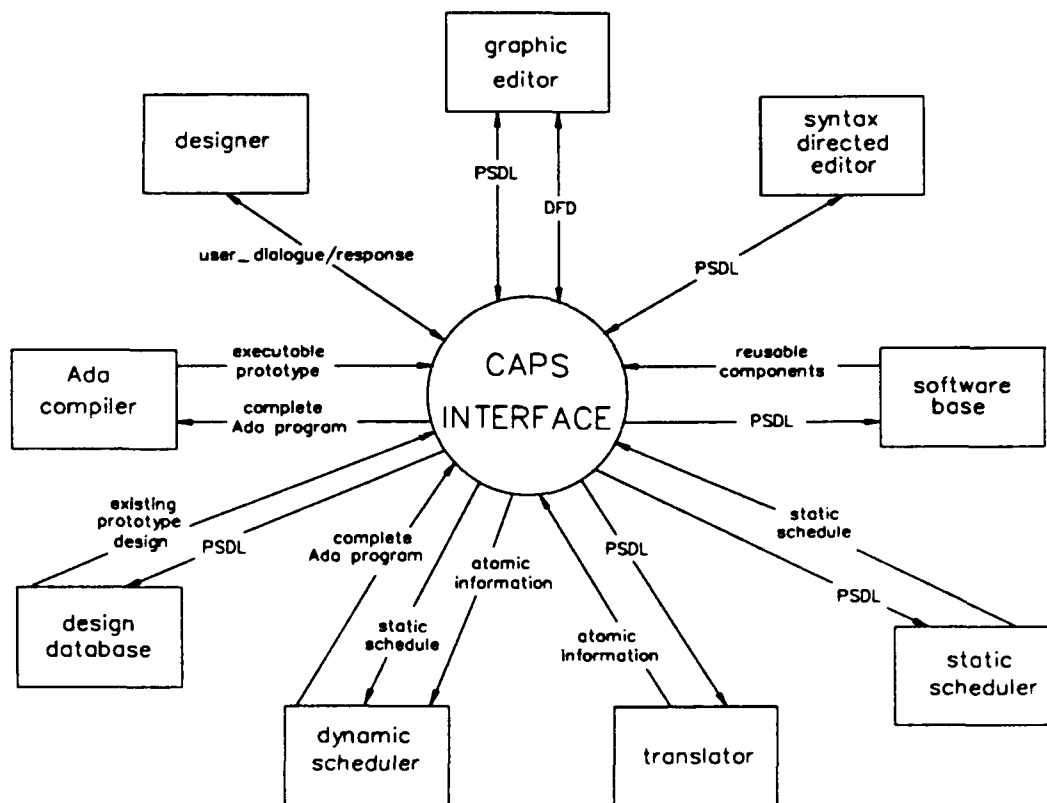 graphic
editor
designer
syntax
directed
editor
PSDL
DFD
user_dialogue/response
PSDL
Ada
compiler
executable
prototype
complete
Ada program
CAPS
INTERFACE
reusable
components
PSDL
software
base
existing
prototype
design
PSDL
complete
Ada program
atomic
information
PSDL
static
schedule
static
schedule
atomic
information
PSDL
design
database
dynamic
scheduler
translator
static
scheduler